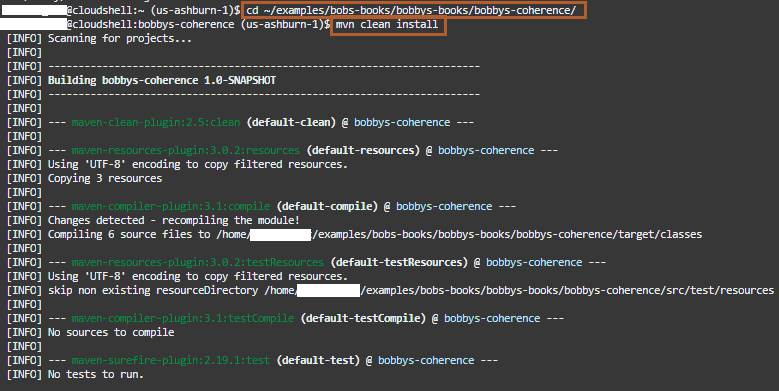 @cloudshell:~ (us-ashburn-1)$ cd ~/examples/bobs-books/bobbys-books/bobbys-coherence/
@cloudshell:bobbys-coherence (us-ashburn-1)$ mvn clean install
[INFO] Scanning for projects...
[INFO]
[INFO] ------------------------------------------------------------------------
[INFO] Building bobbys-coherence 1.0-SNAPSHOT
[INFO] ------------------------------------------------------------------------
[INFO]
[INFO] --- maven-clean-plugin:2.5:clean (default-clean) @ bobbys-coherence ---
[INFO]
[INFO] --- maven-resources-plugin:3.0.2:resources (default-resources) @ bobbys-coherence ---
[INFO] Using 'UTF-8' encoding to copy filtered resources.
[INFO] Copying 3 resources
[INFO]
[INFO] --- maven-compiler-plugin:3.1:compile (default-compile) @ bobbys-coherence ---
[INFO] Changes detected - recompiling the module!
[INFO] Compiling 6 source files to /home/ /examples/bobs-books/bobbys-books/bobbys-coherence/target/classes
[INFO]
[INFO] --- maven-resources-plugin:3.0.2:testResources (default-testResources) @ bobbys-coherence ---
[INFO] Using 'UTF-8' encoding to copy filtered resources.
[INFO] skip non existing resourceDirectory /home/ /examples/bobs-books/bobbys-books/bobbys-coherence/src/test/resources
[INFO]
[INFO] --- maven-compiler-plugin:3.1:testCompile (default-testCompile) @ bobbys-coherence ---
[INFO] No sources to compile
[INFO]
[INFO] --- maven-surefire-plugin:2.19.1:test (default-test) @ bobbys-coherence ---
[INFO] No tests to run.